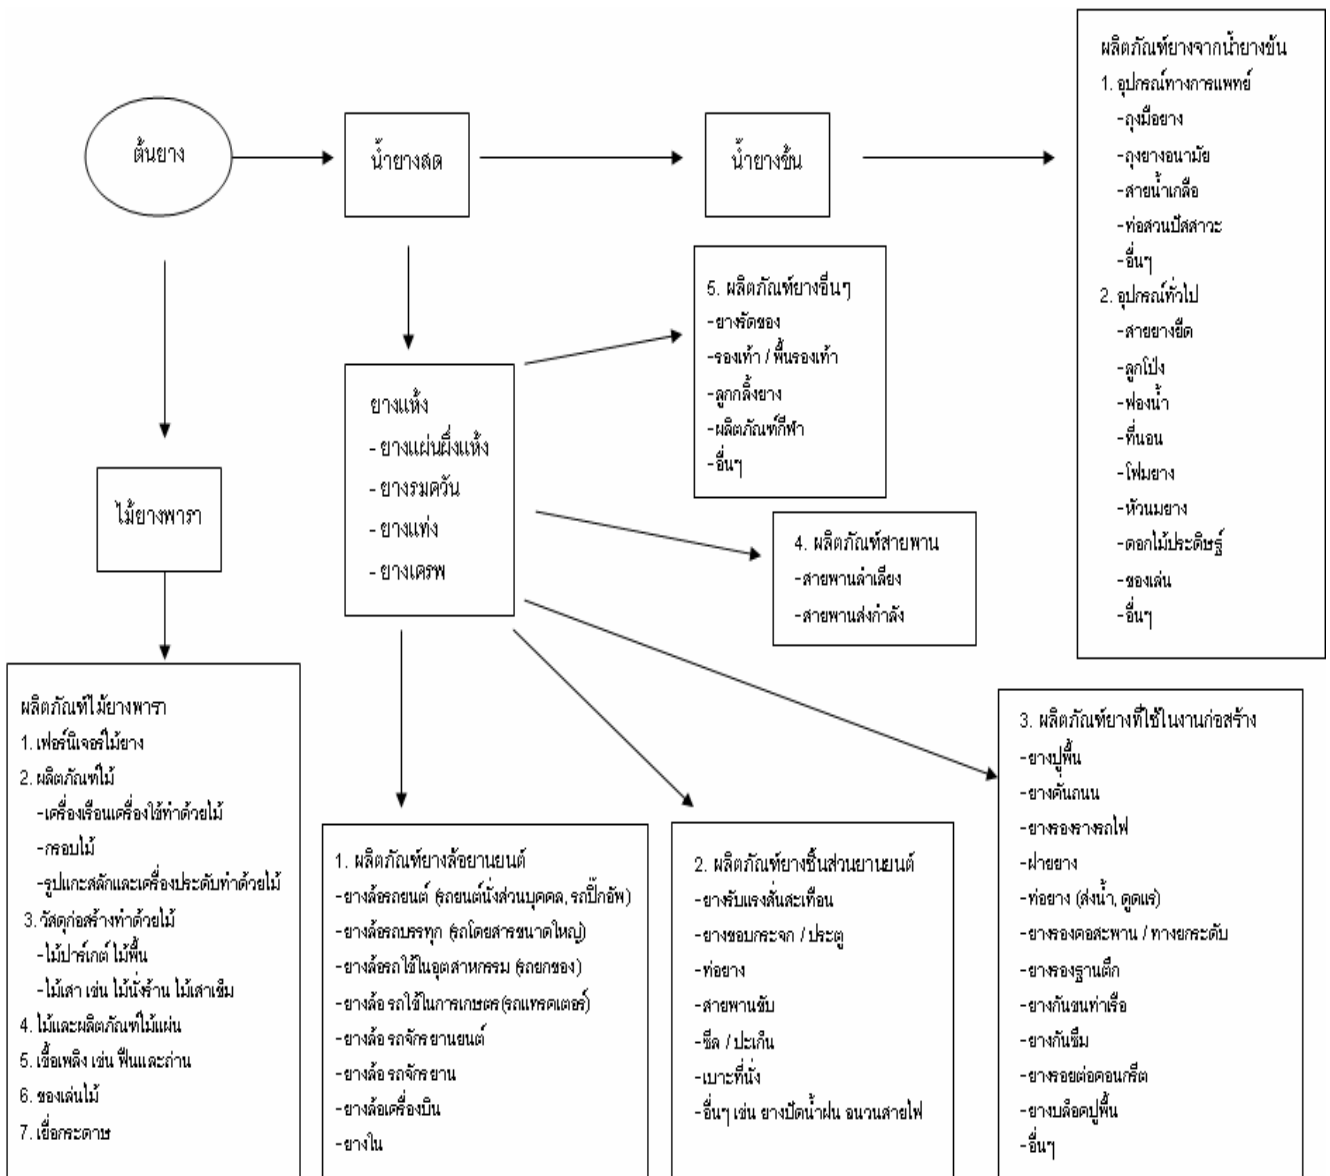 ต้นยาง
น้ำยางสด
น้ำยางข้น
ผลิตภัณฑ์ยางจากน้ำยางข้น
1. อุปกรณ์ทางการแพทย์
-ถุงมือยาง
-ถุงยางอนามัย
-สายน้ำเกลือ
-ท่อสวนปัสสาวะ
-อื่นๆ
2. อุปกรณ์ทั่วไป
-สายยางยืด
-ลูกโป่ง
-ฟองน้ำ
-ที่นอน
-โฟมยาง
-หัวนมยาง
-ดอกไม้ประดิษฐ์
-ของเล่น
-อื่นๆ
5. ผลิตภัณฑ์ยางอื่นๆ
-ยางรัดของ
-รองเท้า / พื้นรองเท้า
-ลูกกลิ้งยาง
-ผลิตภัณฑ์กีฬา
-อื่นๆ
ยางแห้ง
- ยางแผ่นผึ่งแห้ง
- ยางรมควัน
- ยางแท่ง
- ยางเครพ
ไม้ยางพารา
4. ผลิตภัณฑ์สายพาน
-สายพานลำเลียง
-สายพานส่งกำลัง
ผลิตภัณฑ์ไม้ยางพารา
1. เฟอร์นิเจอร์ไม้ยาง
2. ผลิตภัณฑ์ไม้
-เครื่องเรือนเครื่องใช้ทำด้วยไม้
-กรอบไม้
-รูปแกะสลักและเครื่องประดับทำด้วยไม้
3. วัสดุก่อสร้างทำด้วยไม้
-ไม้ปาร์เกต์ ไม้พื้น
-ไม้เสา เช่น ไม้นั่งร้าน ไม้เสาเข็ม
4. ไม้และผลิตภัณฑ์ไม้แผ่น
5. เชื้อเพลิง เช่น ฟืนและถ่าน
6. ของเล่นไม้
7. เยื่อกระดาษ
1. ผลิตภัณฑ์ยางล้อยานยนต์
-ยางล้อรถยนต์ (รถยนต์นั่งส่วนบุคคล, รถปิ๊กอัพ)
-ยางล้อรถบรรทุก (รถโดยสารขนาดใหญ่)
-ยางล้อรถใช้ในอุตสาหกรรม (รถยกของ)
-ยางล้อ รถใช้ในการเกษตร(รถแทรคเตอร์)
-ยางล้อ รถจักรยานยนต์
-ยางล้อ รถจักรยาน
-ยางล้อเครื่องบิน
-ยางใน
2. ผลิตภัณฑ์ยางชิ้นส่วนยานยนต์
-ยางรับแรงสั่นสะเทือน
-ยางขอบกระจก / ประตู
-ท่อยาง
-สายพานขับ
-ซีล / ปะเก็น
-เบาะที่นั่ง
-อื่นๆ เช่น ยางปัดน้ำฝน ฉนวนสายไฟ
3. ผลิตภัณฑ์ยางที่ใช้ในงานก่อสร้าง
-ยางปูพื้น
-ยางคั่นถนน
-ยางรองรางรถไฟ
-ฝายยาง
-ท่อยาง (ส่งน้ำ, ดูดแร่)
-ยางรองคอสะพาน / ทางยกระดับ
-ยางรองฐานตึก
-ยางกันชนท่าเรือ
-ยางกันซึม
-ยางรอยต่อคอนกรีต
-ยางบล๊อคปูพื้น
-อื่นๆ